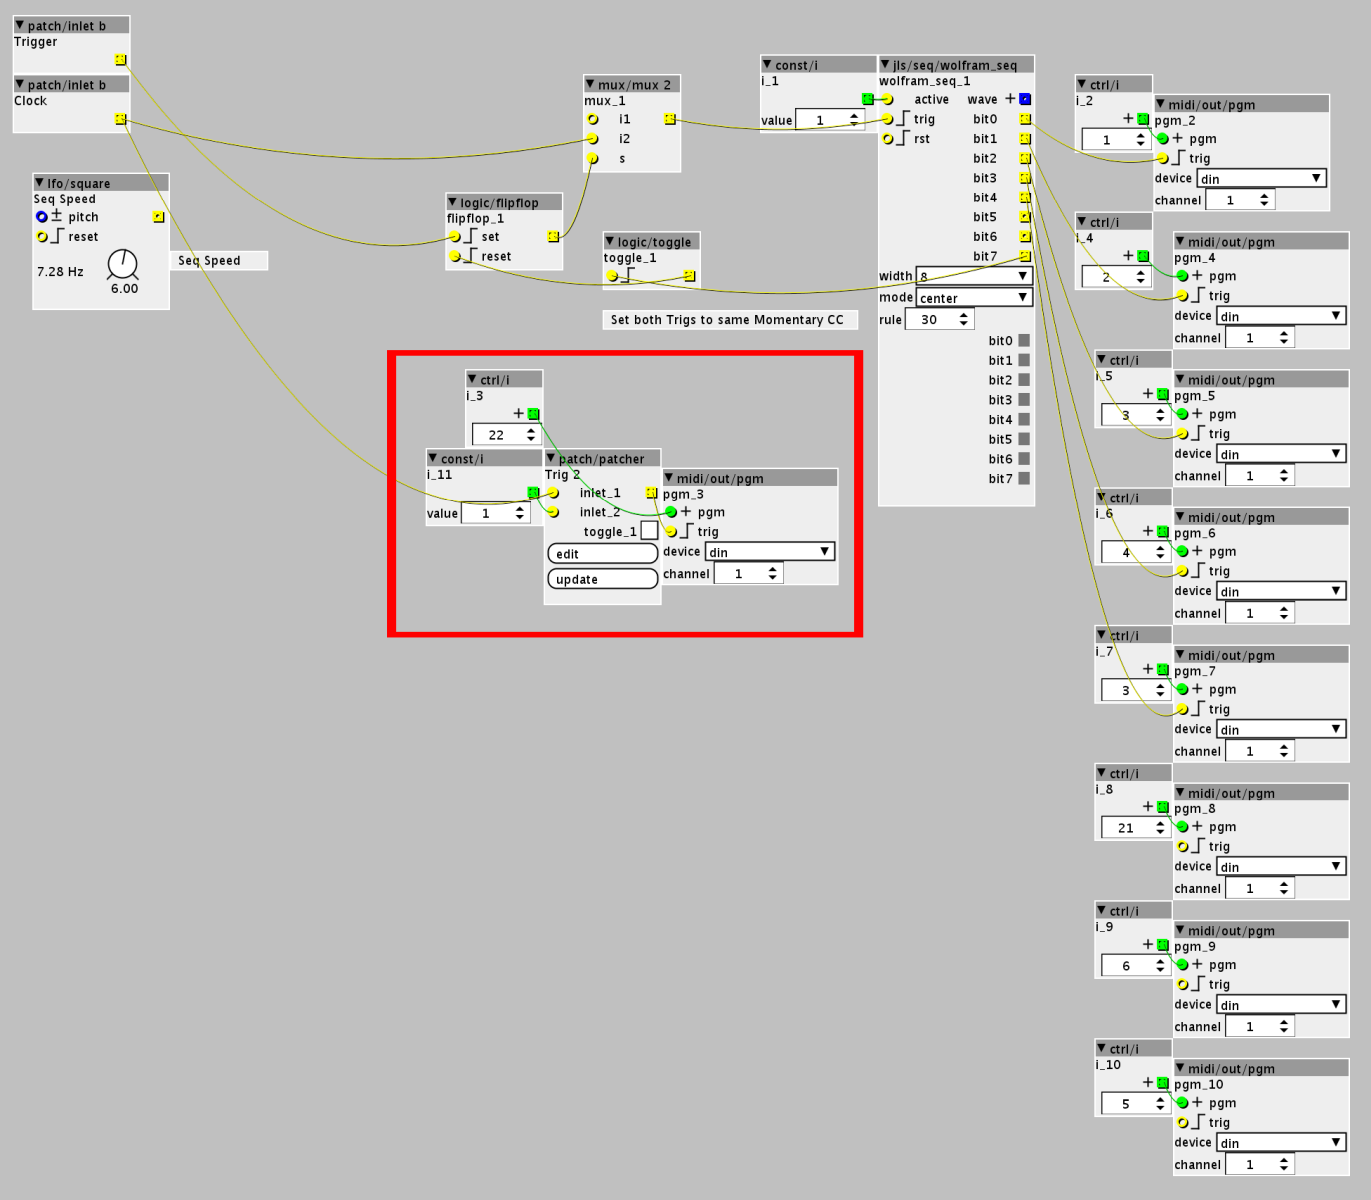 patch/inlet b
Trigger
patch/inlet b
Clock
lfo/square
Seq Speed
± pitch
reset
7.28 Hz
6.00
Seq Speed
logic/flipflop
flipflop_1
set
reset
mux/mux 2
mux_1
i1
i2
s
logic/toggle
toggle_1
Set both Trigs to same Momentary CC
const/i
i_1
value 1
jls/seq/wolfram_seq
wolfram_seq_1
active wave +
trig bit0
rst bit1
bit2
bit3
bit4
bit5
bit6
bit7
width 8
mode center
rule 30
bit0
bit1
bit2
bit3
bit4
bit5
bit6
bit7
ctrl/i
i_3
+
22
const/i
i_11
value 1
patch/patcher
Trig 2
inlet_1
inlet_2
toggle_1
edit
update
midi/out/pgm
pgm_3
+ pgm
trig
device din
channel 1
ctrl/i
i_2
+
1
midi/out/pgm
pgm_2
+ pgm
trig
device din
channel 1
ctrl/i
i_4
+
2
midi/out/pgm
pgm_4
+ pgm
trig
device din
channel 1
ctrl/i
i_5
+
3
midi/out/pgm
pgm_5
+ pgm
trig
device din
channel 1
ctrl/i
i_6
+
4
midi/out/pgm
pgm_6
+ pgm
trig
device din
channel 1
ctrl/i
i_7
+
3
midi/out/pgm
pgm_7
+ pgm
trig
device din
channel 1
ctrl/i
i_8
+
21
midi/out/pgm
pgm_8
+ pgm
trig
device din
channel 1
ctrl/i
i_9
+
6
midi/out/pgm
pgm_9
+ pgm
trig
device din
channel 1
ctrl/i
i_10
+
5
midi/out/pgm
pgm_10
+ pgm
trig
device din
channel 1